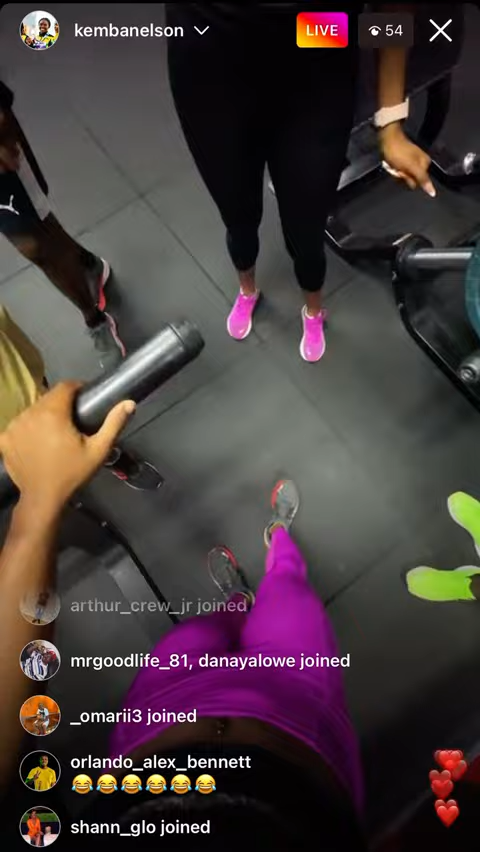 kembanelson
LIVE
54
arthur_crew_jr joined
mrgoodlife_81, danayalowe joined
_omarii3 joined
orlando_alex_bennett
😂😂😂😂😂😂
shann_glo joined